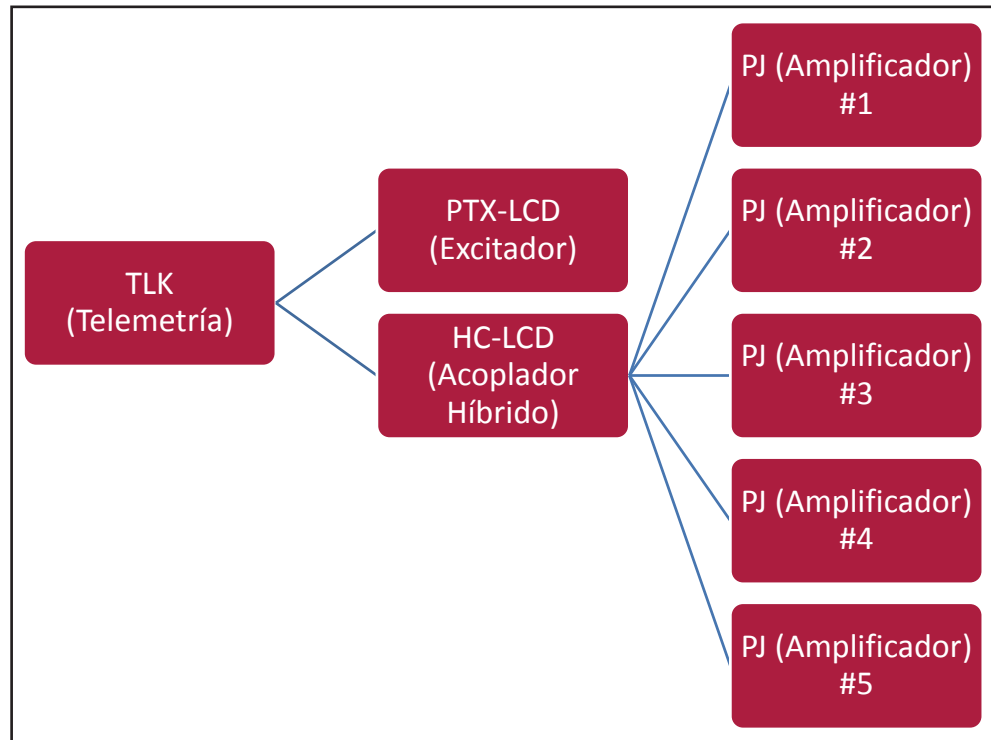 TLK
(Telemetría)
PTX-LCD
(Excitador)
HC-LCD
(Acoplador
Híbrido)
PJ (Amplificador)
#1
PJ (Amplificador)
#2
PJ (Amplificador)
#3
PJ (Amplificador)
#4
PJ (Amplificador)
#5